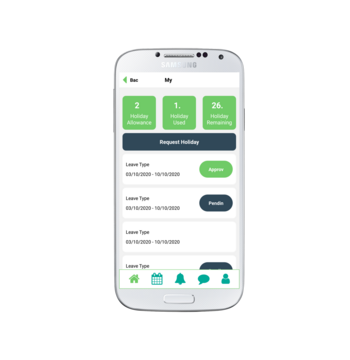 SAMSUNG
Bac
My
2
Holiday
Allowance
1.
Holiday
Used
26.
Holiday
Remaining
Request Holiday
Leave Type
03/10/2020 - 10/10/2020
Approv
Leave Type
03/10/2020 - 10/10/2020
Pendin
Leave Type
03/10/2020 - 10/10/2020
Leave Type